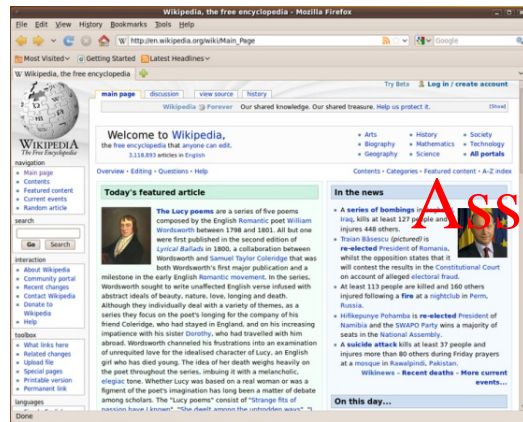 Wikipedia, the free encyclopedia - Mozilla Firefox
File Edit View History Bookmarks Tools Help
W http://en.wikipedia.org/wiki/Main_Page
Google
Most Visited Getting Started Latest Headlines
W Wikipedia, the free encyclopedia
Try Beta Log in / create account
main page discussion view source history
Wikipedia Forever Our shared knowledge. Our shared treasure. Help us protect it. [Show]
WIKIPEDIA
The Free Encyclopedia
navigation
Main page
Contents
Featured content
Current events
Random article
search
Go Search
interaction
About Wikipedia
Community portal
Recent changes
Contact Wikipedia
Donate to
Wikipedia
Help
toolbox
What links here
Related changes
Upload file
Special pages
Printable version
Permanent link
languages
Welcome to Wikipedia,
the free encyclopedia that anyone can edit.
3,118,893 articles in English
Arts
Biography
Geography
History
Mathematics
Science
Society
Technology
All portals
Overview · Editing · Questions · Help
Contents · Categories · Featured content · A–Z index
Today's featured article
The Lucy poems are a series of five poems
composed by the English Romantic poet William
Wordsworth between 1798 and 1801. All but one
were first published in the second edition of
Lyrical Ballads in 1800, a collaboration between
Wordsworth and Samuel Taylor Coleridge that was
both Wordsworth's first major publication and a
milestone in the early English Romantic movement. In the series,
Wordsworth sought to write unaffected English verse infused with
abstract ideals of beauty, nature, love, longing and death.
Although they individually deal with a variety of themes, as a
series they focus on the poet's longing for the company of his
friend Coleridge, who had stayed in England, and on his increasing
impatience with his sister Dorothy, who had travelled with him
abroad. Wordsworth channeled his frustrations into an examination
of unrequited love for the idealised character of Lucy, an English
girl who had died young. The idea of her death weighs heavily on
the poet throughout the series, imbuing it with a melancholic,
elegiac tone. Whether Lucy was based on a real woman or was a
figment of the poet's imagination has long been a matter of debate
among scholars. The "Lucy poems" consist of "Strange fits of
passion have I known", "She dwelt among the untrodden ways", "I
In the news
Ass
A series of bombings in
Iraq, kills at least 127 people and
injures 448 others.
Traian Băsescu (pictured) is
re-elected President of Romania,
whilst the opposition states that it
will contest the results in the Constitutional Court
on account of alleged electoral fraud.
At least 113 people are killed and 160 others
injured following a fire at a nightclub in Perm,
Russia.
Hifikepunye Pohamba is re-elected President of
Namibia and the SWAPO Party wins a majority of
seats in the National Assembly.
A suicide attack kills at least 37 people and
injures more than 80 others during Friday prayers
at a mosque in Rawalpindi, Pakistan.
Wikinews – Recent deaths – More current
events...
On this day...
Done